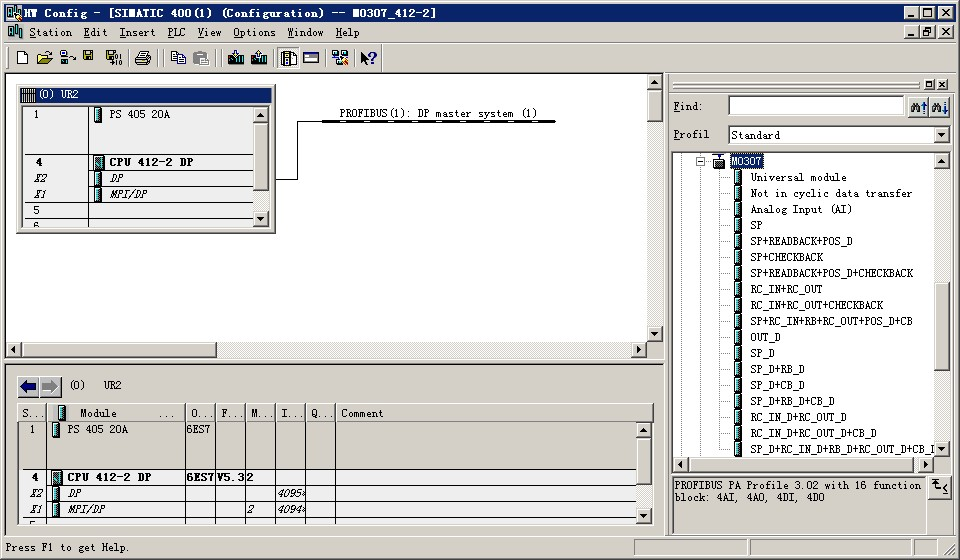 HW Config - [SIMATIC 400(1) (Configuration) -- M0307_412-2]
Station Edit Insert PLC View Options Window Help
(0) UR2
1 PS 405 20A
4 CPU 412-2 DP
X2 DP
X1 MPI/DP
5
6
PROFIBUS(1): DP master system (1)
Find:
Profil Standard
M0307
Universal module
Not in cyclic data transfer
Analog Input (AI)
SP
SP+READBACK+POS_D
SP+CHECKBACK
SP+READBACK+POS_D+CHECKBACK
RC_IN+RC_OUT
RC_IN+RC_OUT+CHECKBACK
SP+RC_IN+RB+RC_OUT+POS_D+CB
OUT_D
SP_D
SP_D+RB_D
SP_D+CB_D
SP_D+RB_D+CB_D
RC_IN_D+RC_OUT_D
RC_IN_D+RC_OUT_D+CB_D
SP_D+RC_IN_D+RB_D+RC_OUT_D+CB_D
PROFIBUS PA Profile 3.02 with 16 function
block: 4AI, 4AO, 4DI, 4DO
(0) UR2
S... Module ... O... F... M... I... Q... Comment
1 PS 405 20A 6ES7
4 CPU 412-2 DP 6ES7 V5.3 2
X2 DP 4095*
X1 MPI/DP 2 4094*
5
Press F1 to get Help.